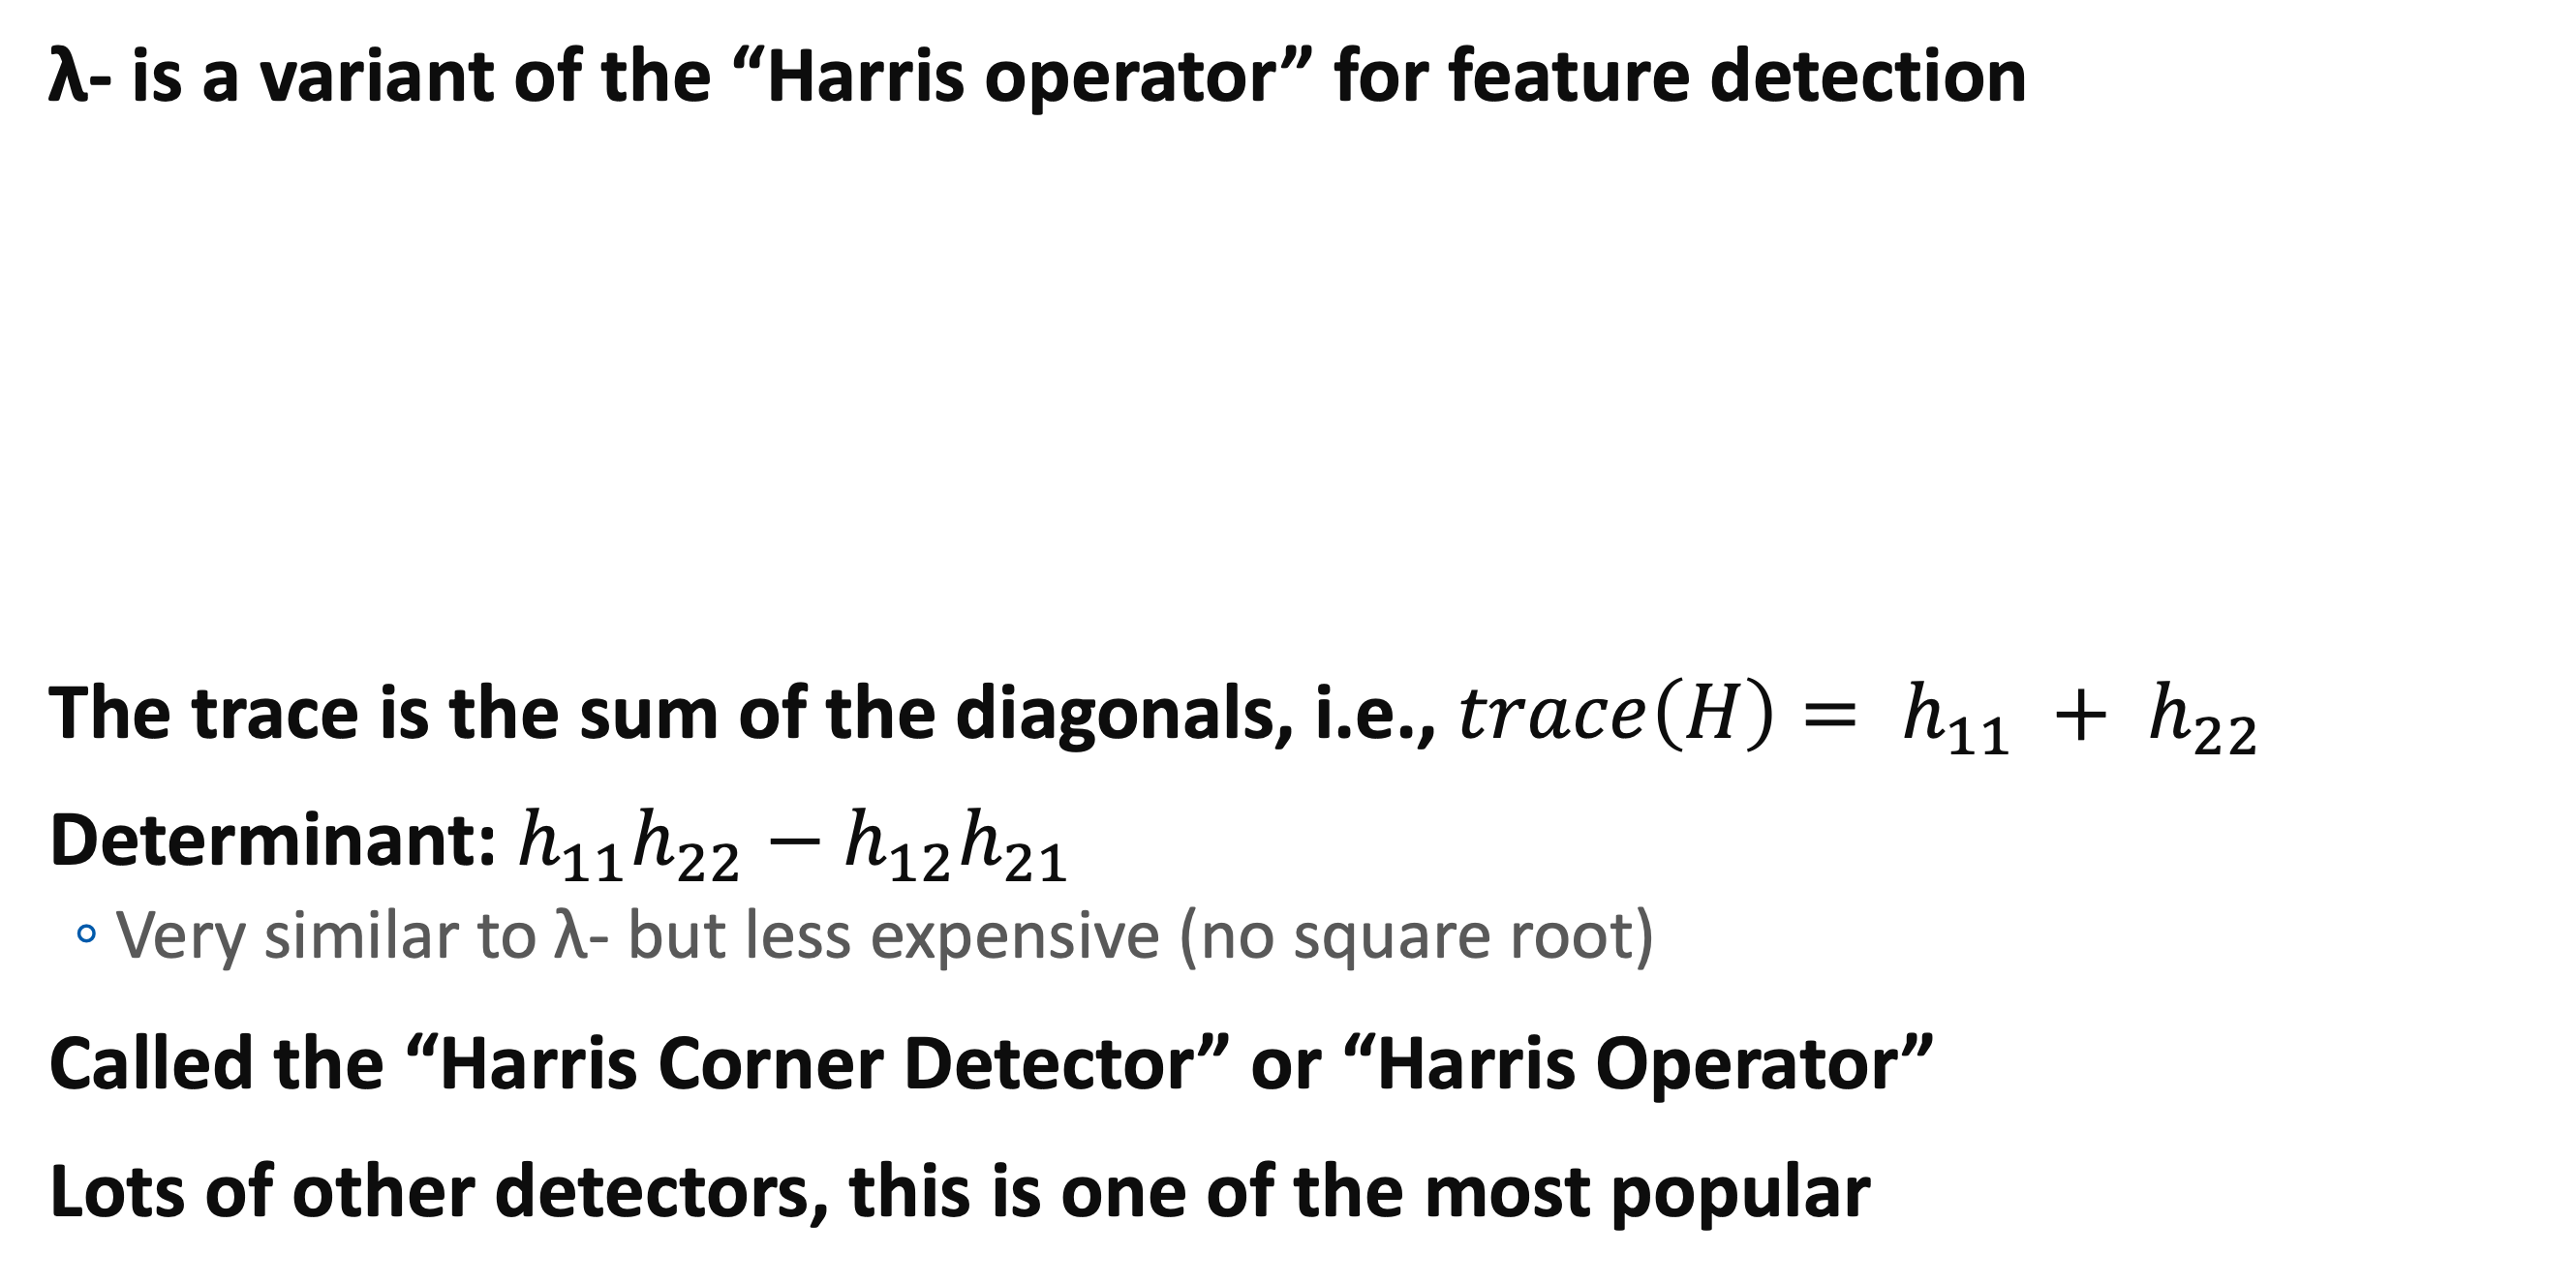 λ- is a variant of the “Harris operator” for feature detection
The trace is the sum of the diagonals, i.e., trace(H) = h₁₁ + h₂₂
Determinant: h₁₁h₂₂ − h₁₂h₂₁
◦ Very similar to λ- but less expensive (no square root)
Called the “Harris Corner Detector” or “Harris Operator”
Lots of other detectors, this is one of the most popular